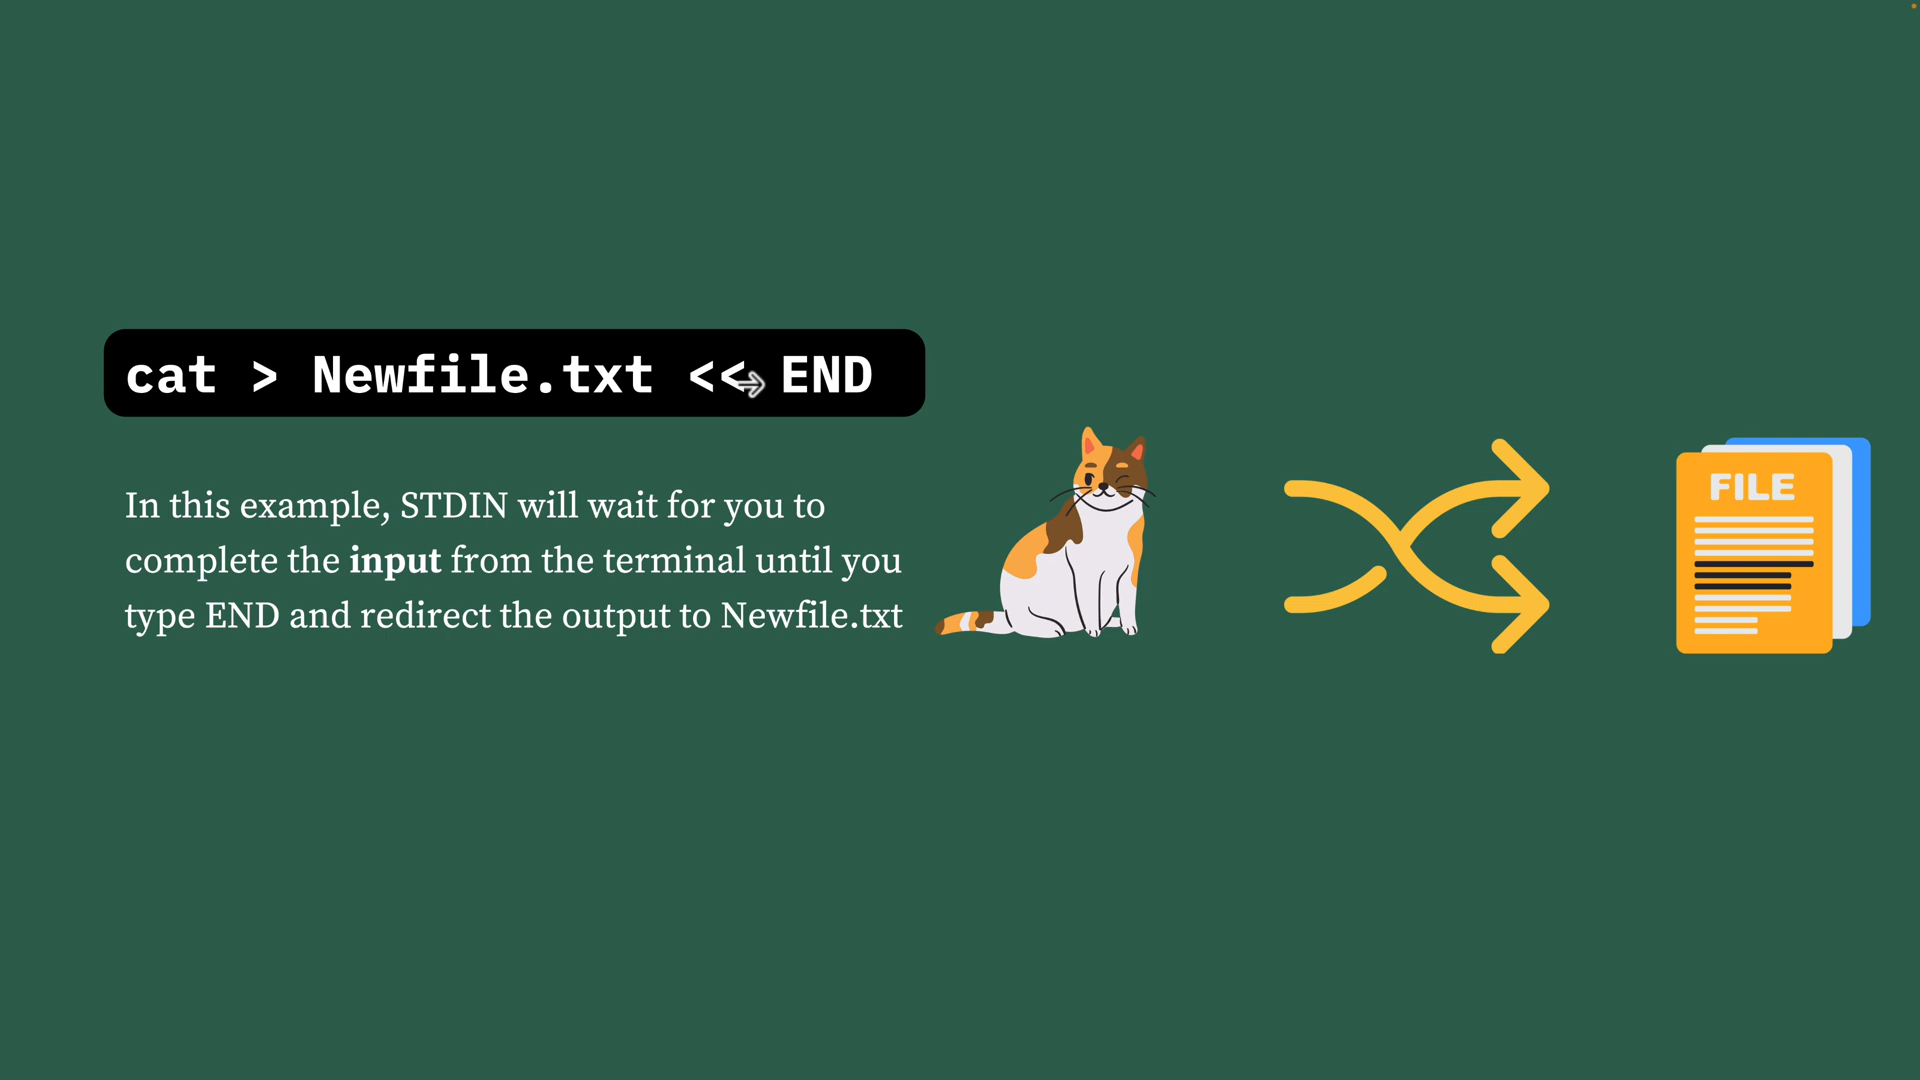 cat > Newfile.txt << END
In this example, STDIN will wait for you to
complete the input from the terminal until you
type END and redirect the output to Newfile.txt
FILE